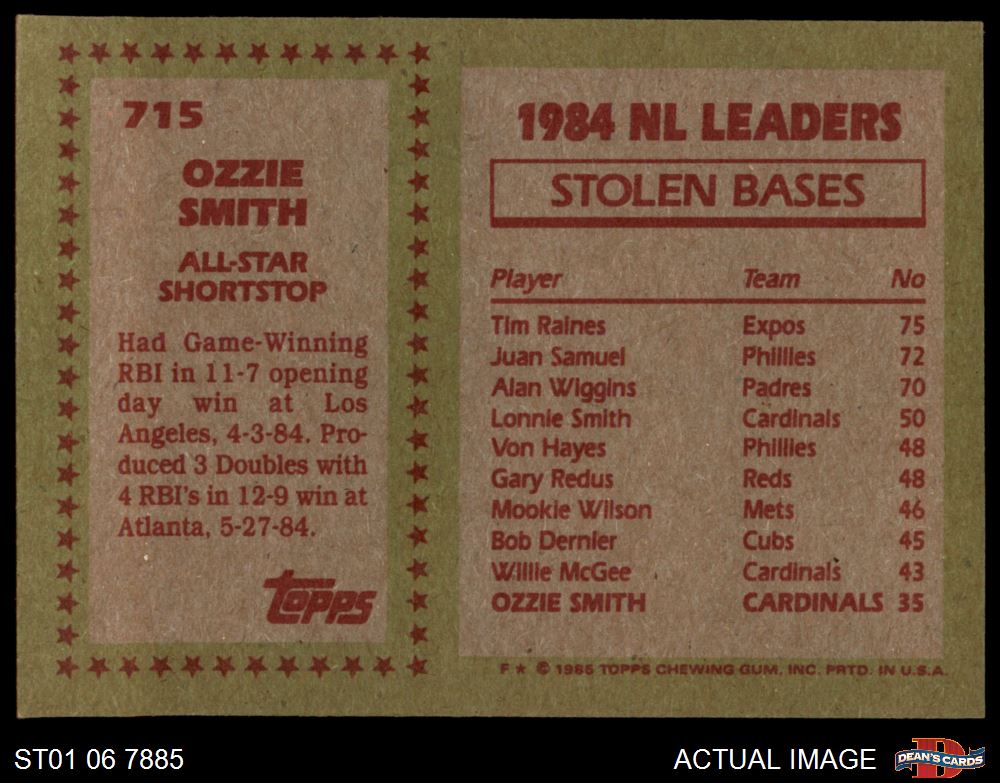 715
OZZIE
SMITH
ALL-STAR
SHORTSTOP
Had Game-Winning
RBI in 11-7 opening
day win at Los
Angeles, 4-3-84. Pro-
duced 3 Doubles with
4 RBI's in 12-9 win at
Atlanta, 5-27-84.
topps
1984 NL LEADERS
STOLEN BASES
Player Team No
Tim Raines Expos 75
Juan Samuel Phillies 72
Alan Wiggins Padres 70
Lonnie Smith Cardinals 50
Von Hayes Phillies 48
Gary Redus Reds 48
Mookie Wilson Mets 46
Bob Dernier Cubs 45
Willie McGee Cardinals 43
OZZIE SMITH CARDINALS 35
F★ © 1985 TOPPS CHEWING GUM, INC. PRTD. IN U.S.A.
ST01 06 7885
ACTUAL IMAGE
D
DEAN'S CARDS